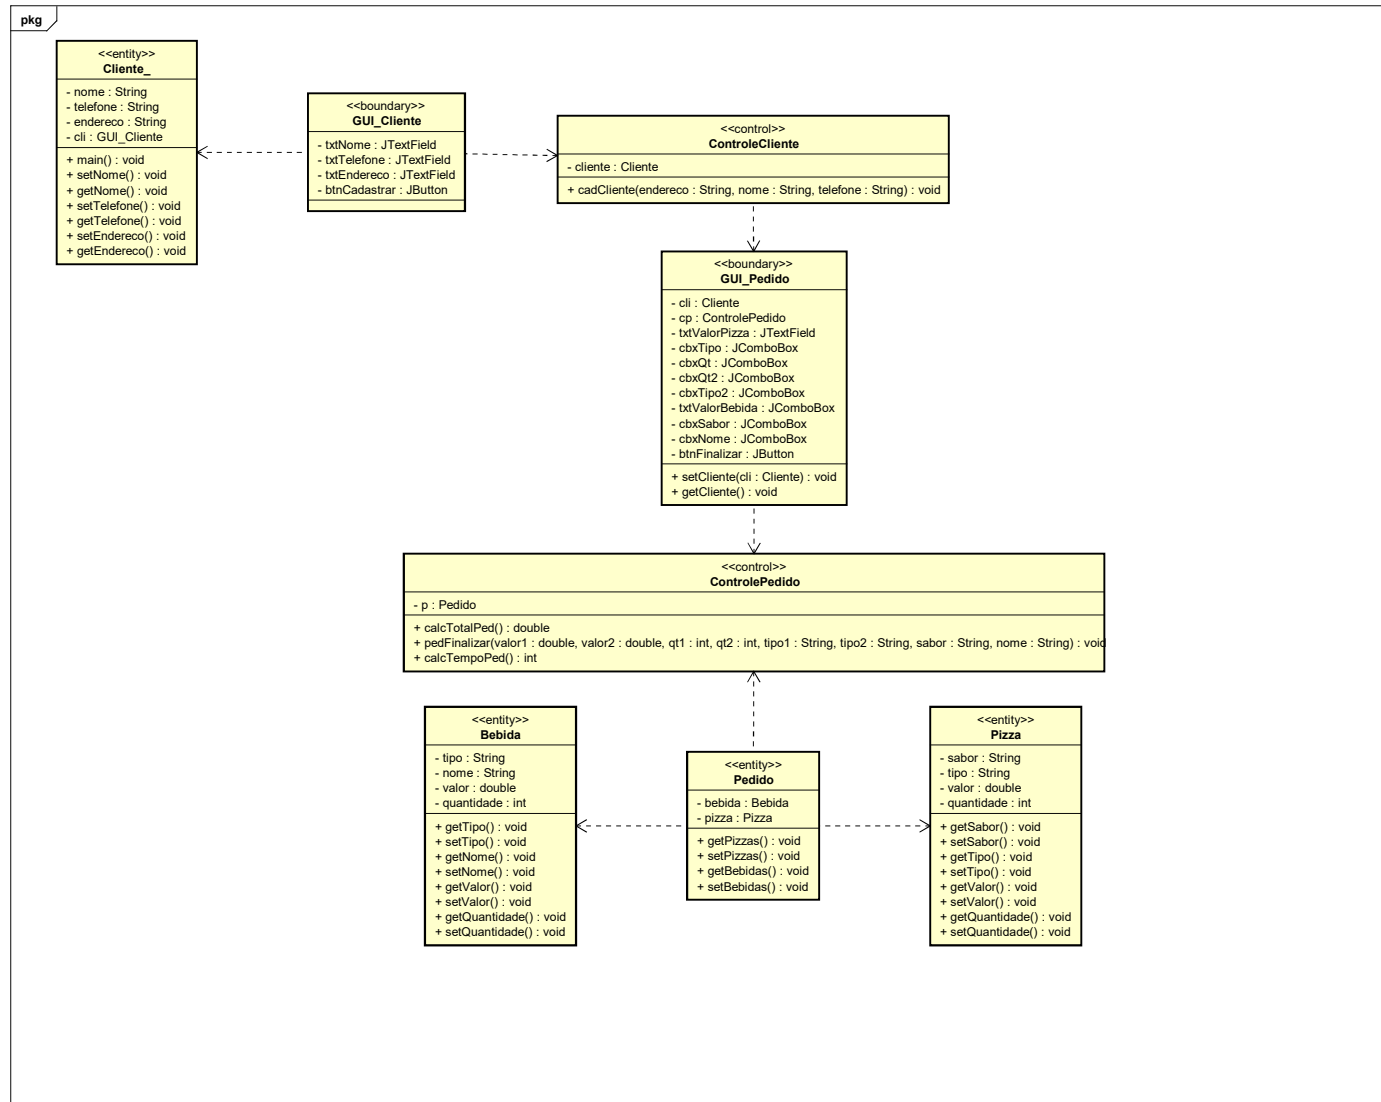 pkg
<<entity>>
Cliente_
- nome : String
- telefone : String
- endereco : String
- cli : GUI_Cliente
+ main() : void
+ setNome() : void
+ getNome() : void
+ setTelefone() : void
+ getTelefone() : void
+ setEndereco() : void
+ getEndereco() : void
<<boundary>>
GUI_Cliente
- txtNome : JTextField
- txtTelefone : JTextField
- txtEndereco : JTextField
- btnCadastrar : JButton
<<control>>
ControleCliente
- cliente : Cliente
+ cadCliente(endereco : String, nome : String, telefone : String) : void
<<boundary>>
GUI_Pedido
- cli : Cliente
- cp : ControlePedido
- txtValorPizza : JTextField
- cbxTipo : JComboBox
- cbxQt : JComboBox
- cbxQt2 : JComboBox
- cbxTipo2 : JComboBox
- txtValorBebida : JComboBox
- cbxSabor : JComboBox
- cbxNome : JComboBox
- btnFinalizar : JButton
+ setCliente(cli : Cliente) : void
+ getCliente() : void
<<control>>
ControlePedido
- p : Pedido
+ calcTotalPed() : double
+ pedFinalizar(valor1 : double, valor2 : double, qt1 : int, qt2 : int, tipo1 : String, tipo2 : String, sabor : String, nome : String) : void
+ calcTempoPed() : int
<<entity>>
Bebida
- tipo : String
- nome : String
- valor : double
- quantidade : int
+ getTipo() : void
+ setTipo() : void
+ getNome() : void
+ setNome() : void
+ getValor() : void
+ setValor() : void
+ getQuantidade() : void
+ setQuantidade() : void
<<entity>>
Pedido
- bebida : Bebida
- pizza : Pizza
+ getPizzas() : void
+ setPizzas() : void
+ getBebidas() : void
+ setBebidas() : void
<<entity>>
Pizza
- sabor : String
- tipo : String
- valor : double
- quantidade : int
+ getSabor() : void
+ setSabor() : void
+ getTipo() : void
+ setTipo() : void
+ getValor() : void
+ setValor() : void
+ getQuantidade() : void
+ setQuantidade() : void